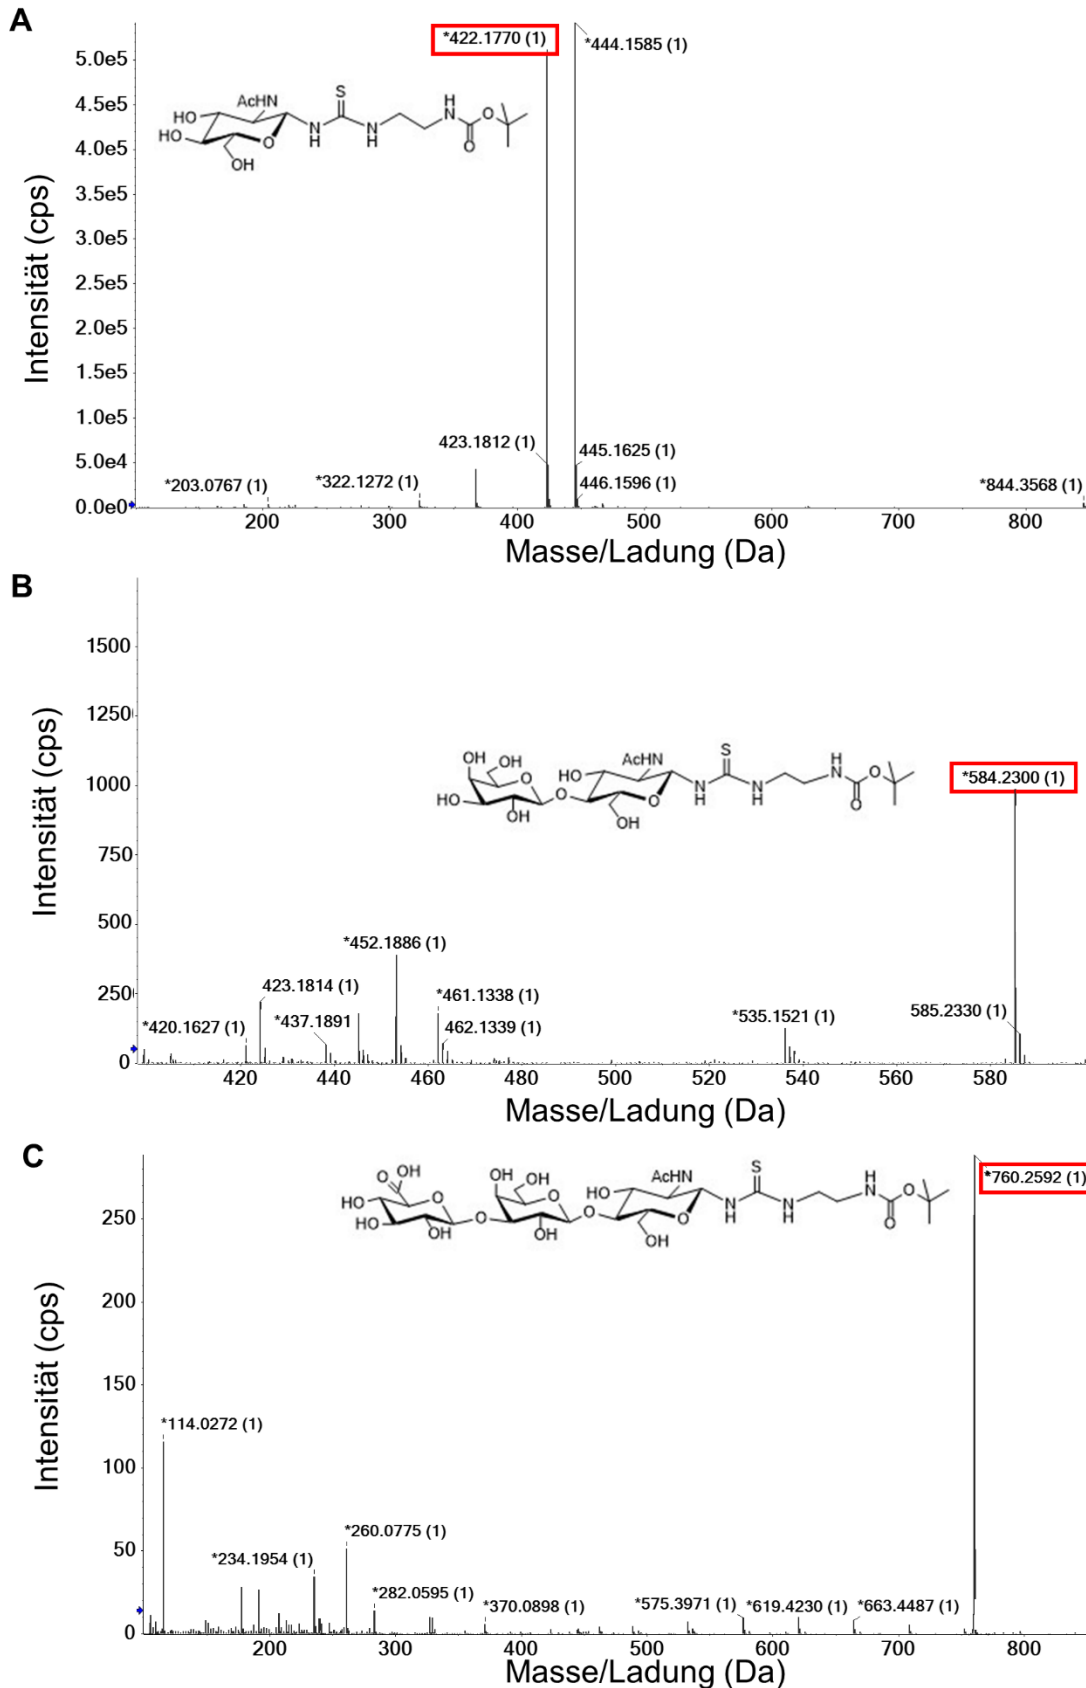 A
*422.1770 (1)
*444.1585 (1)
5.0e5
4.5e5
4.0e5
3.5e5
3.0e5
2.5e5
2.0e5
1.5e5
1.0e5
5.0e4
0.0e0
Intensität (cps)
AcHN
HO
HO
OH
O
N
H
S
N
H
H
N
O
O
423.1812 (1)
445.1625 (1)
446.1596 (1)
*203.0767 (1)
*322.1272 (1)
*844.3568 (1)
200 300 400 500 600 700 800
Masse/Ladung (Da)
B
1500
1250
1000
750
500
250
0
Intensität (cps)
OH
OH
HO
OH
O
O
HO
AcHN
OH
O
N
H
S
N
H
H
N
O
O
*584.2300 (1)
*452.1886 (1)
423.1814 (1)
*461.1338 (1)
*437.1891
462.1339 (1)
*420.1627 (1)
*535.1521 (1)
585.2330 (1)
420 440 460 480 500 520 540 560 580
Masse/Ladung (Da)
C
250
200
150
100
50
0
Intensität (cps)
OH
O
HO
HO
OH
O
O
OH
OH
OH
O
O
HO
AcHN
OH
O
N
H
S
N
H
H
N
O
O
*760.2592 (1)
*114.0272 (1)
*260.0775 (1)
*234.1954 (1)
*282.0595 (1)
*370.0898 (1)
*575.3971 (1)
*619.4230 (1)
*663.4487 (1)
200 300 400 500 600 700 800
Masse/Ladung (Da)